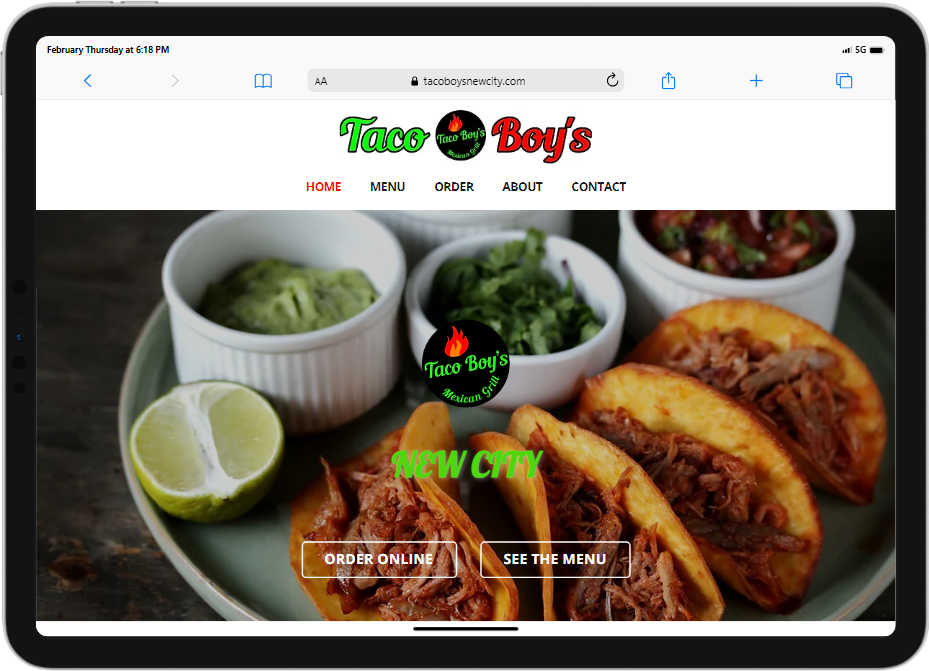 February Thursday at 6:18 PM
5G
AA
tacoboysnewcity.com
Taco Taco Boy's Mexican Grill Boy's
HOME MENU ORDER ABOUT CONTACT
Taco Boy's
Mexican Grill
NEW CITY
ORDER ONLINE SEE THE MENU